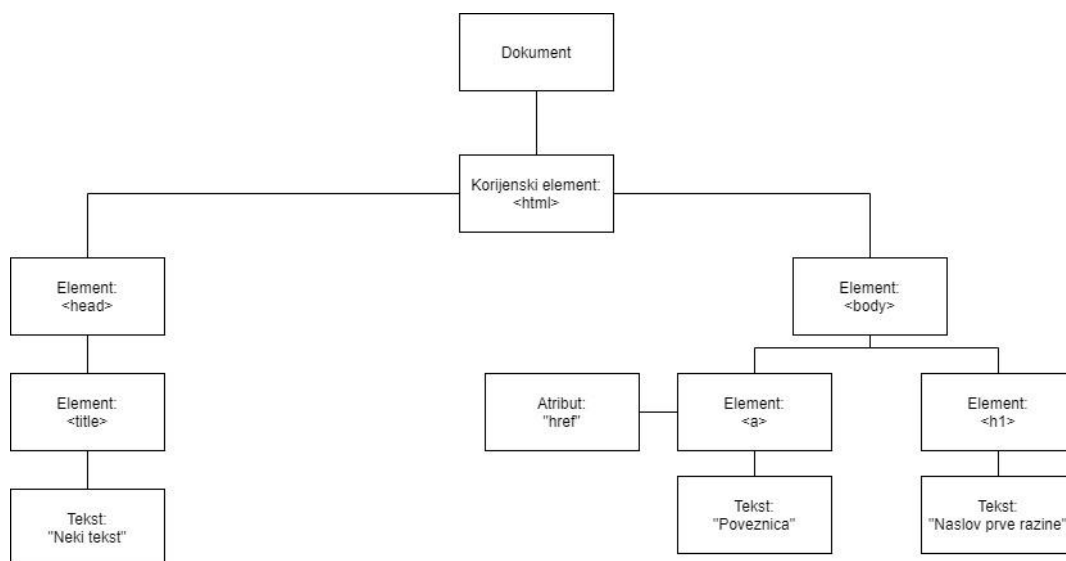 Dokument
Korijenski element:
<html>
Element:
<head>
Element:
<body>
Element:
<title>
Atribut:
"href"
Element:
<a>
Element:
<h1>
Tekst:
"Neki tekst"
Tekst:
"Poveznica"
Tekst:
"Naslov prve razine"